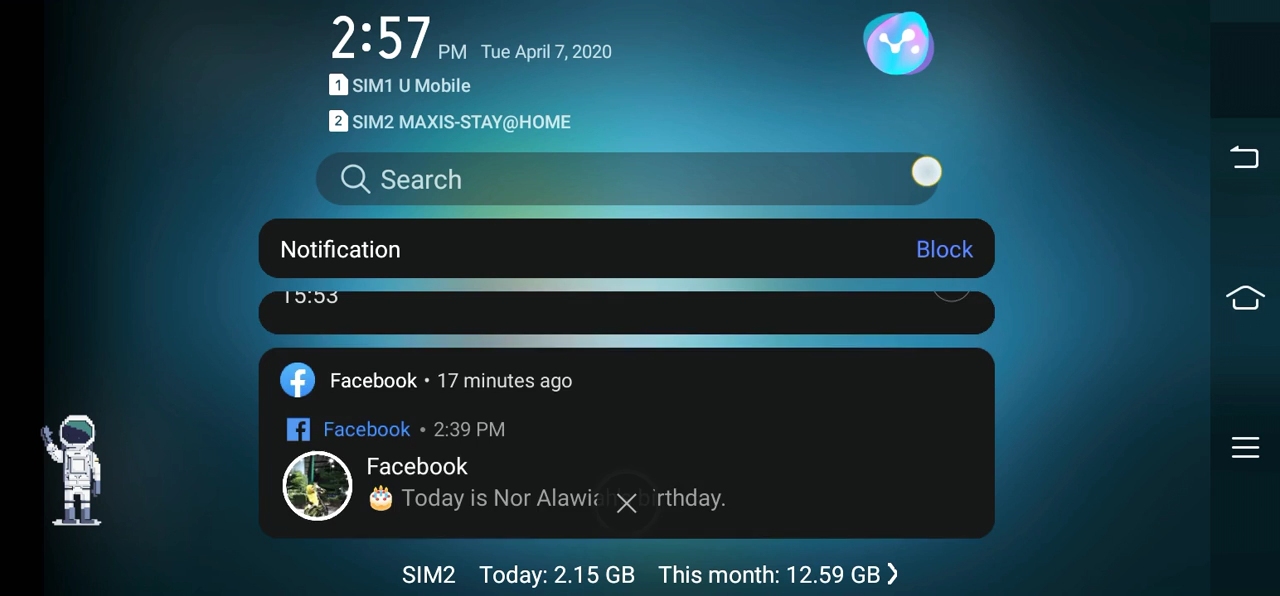 2:57 PM Tue April 7, 2020
1 SIM1 U Mobile
2 SIM2 MAXIS-STAY@HOME
Search
Notification Block
15:53
Facebook • 17 minutes ago
Facebook • 2:39 PM
Facebook
Today is Nor Alawiah's birthday.
SIM2 Today: 2.15 GB This month: 12.59 GB